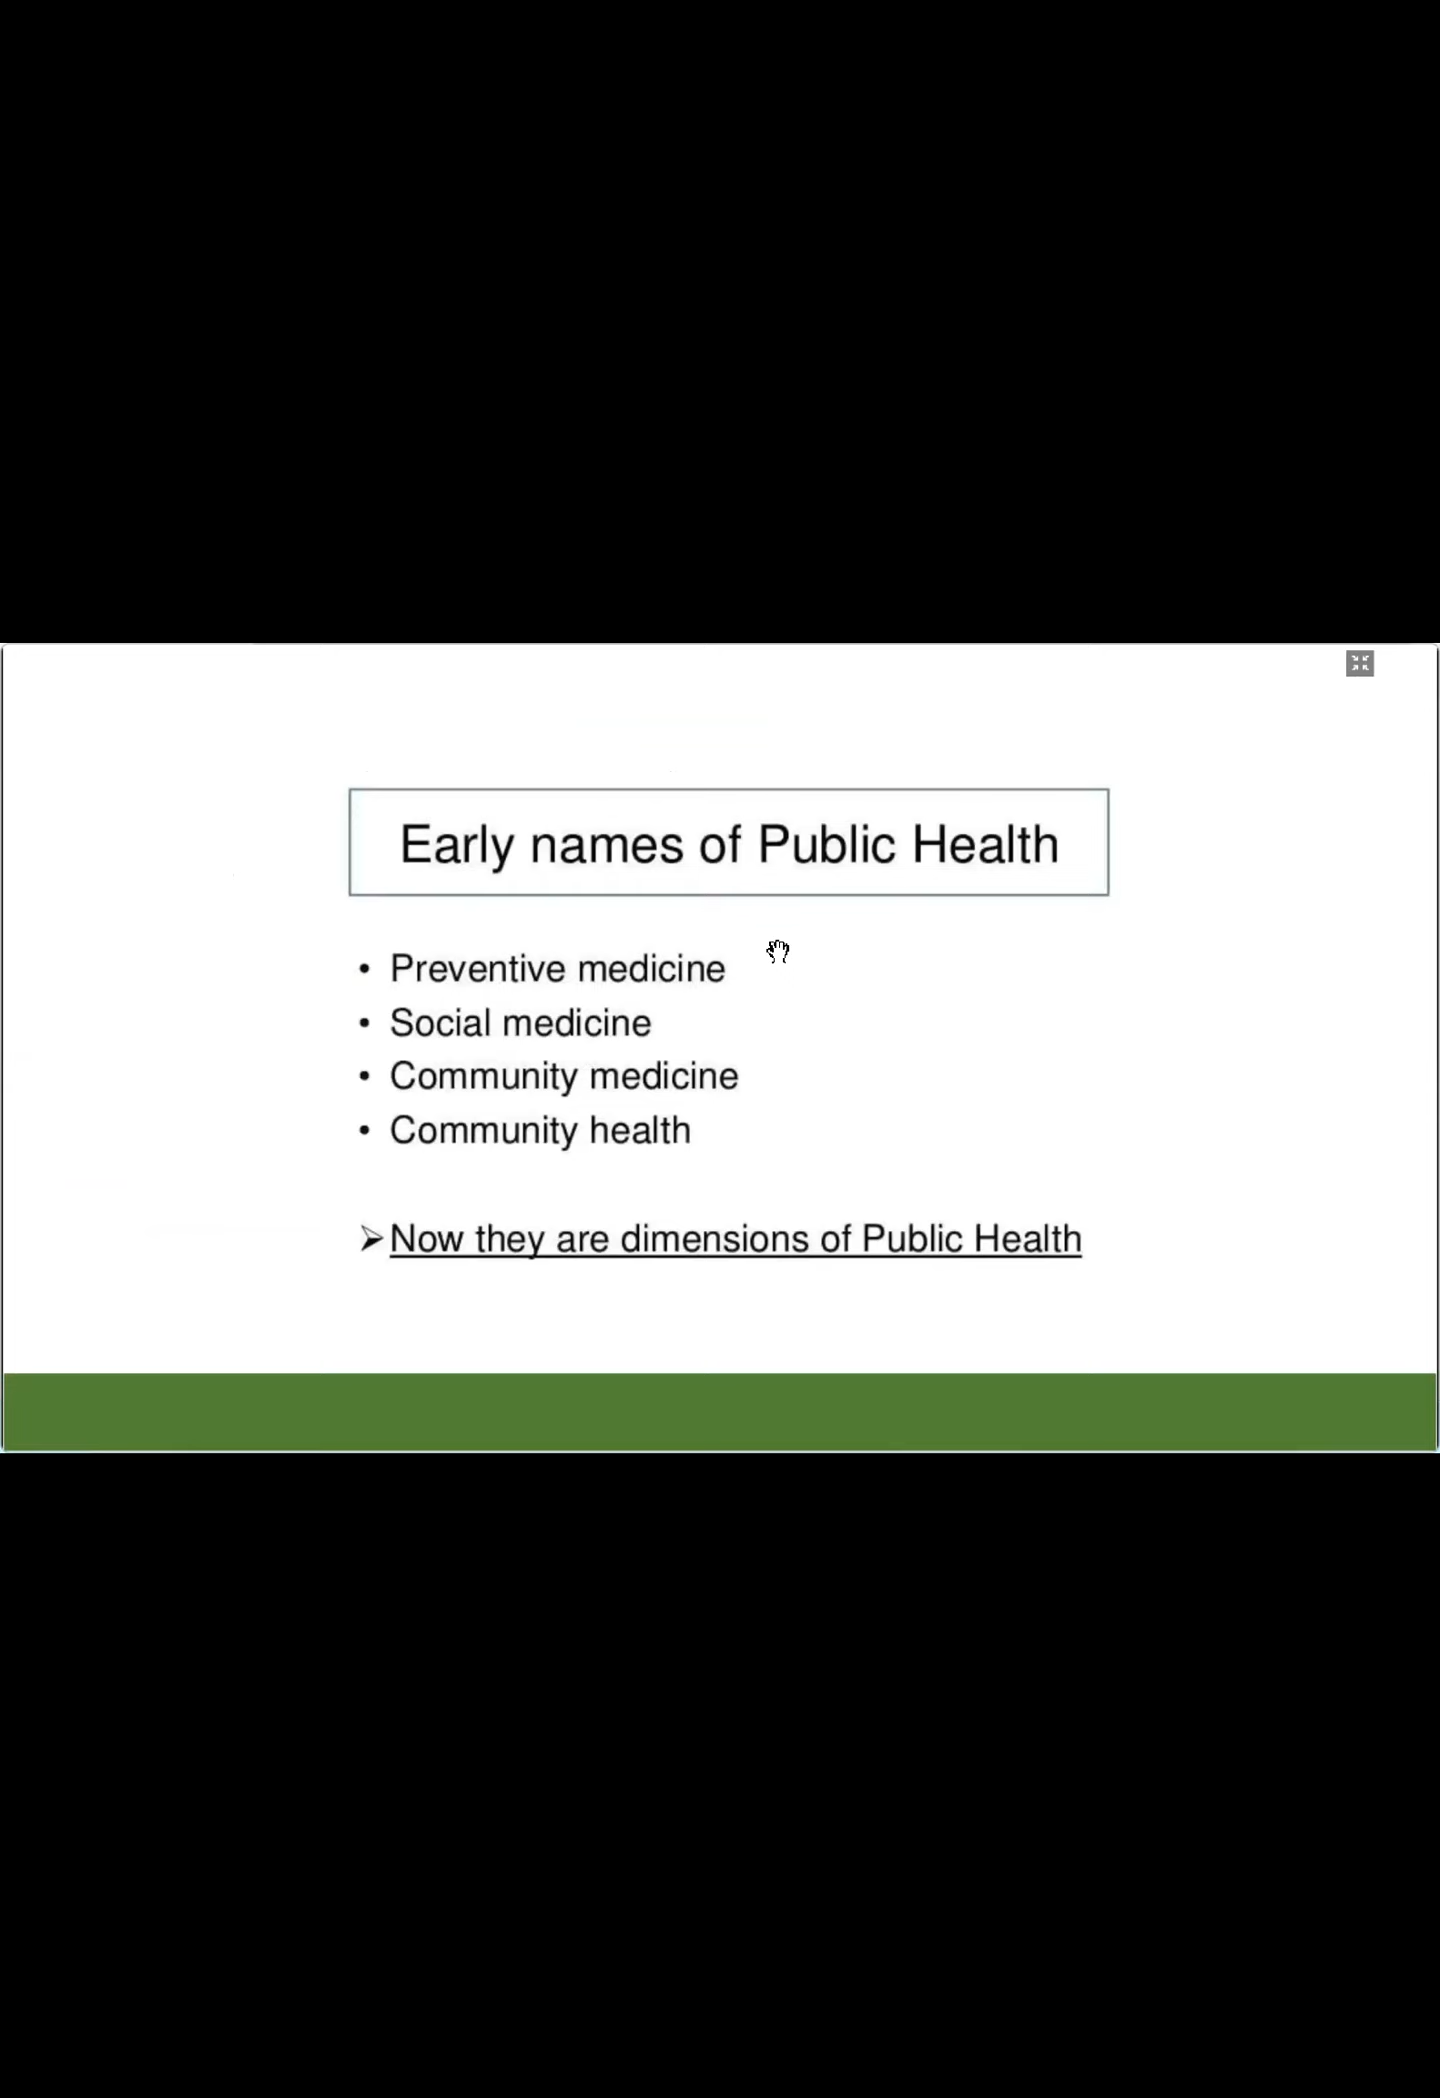 Early names of Public Health
• Preventive medicine
• Social medicine
• Community medicine
• Community health
➢ Now they are dimensions of Public Health